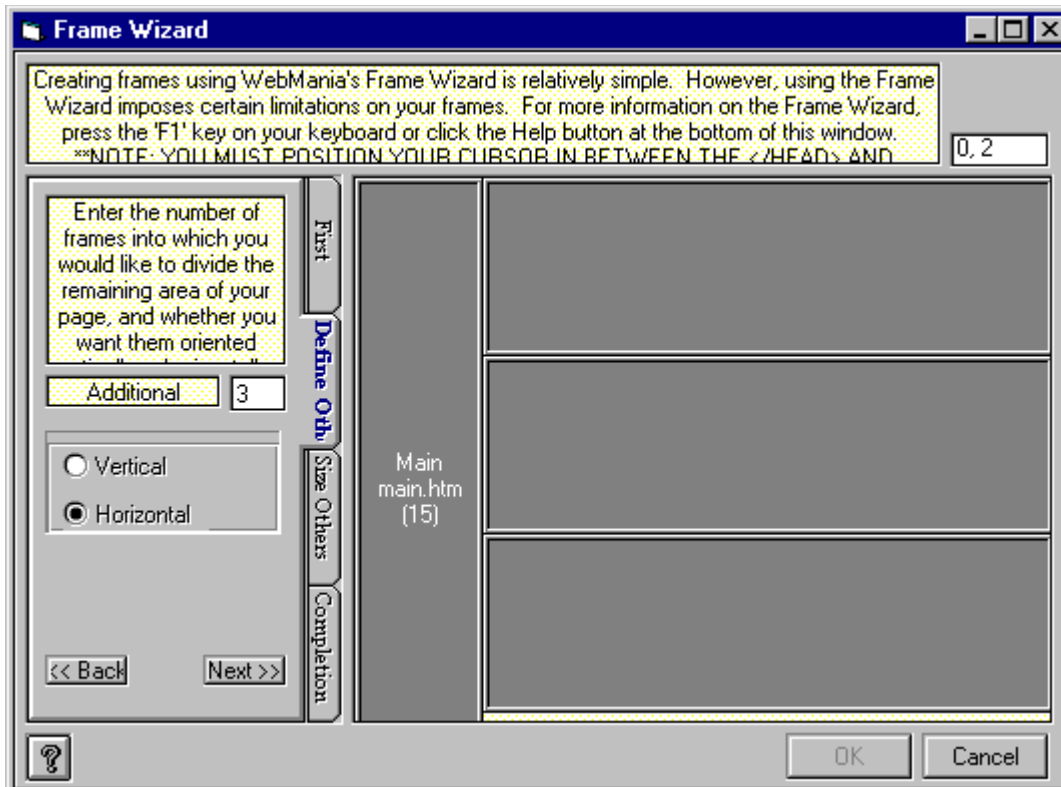 Frame Wizard
Creating frames using WebMania's Frame Wizard is relatively simple.  However, using the Frame
Wizard imposes certain limitations on your frames.  For more information on the Frame Wizard,
press the 'F1' key on your keyboard or click the Help button at the bottom of this window.
**NOTE: YOU MUST POSITION YOUR CURSOR IN BETWEEN THE </HEAD> AND
0, 2
Enter the number of
frames into which you
would like to divide the
remaining area of your
page, and whether you
want them oriented
Additional
3
Vertical
Horizontal
<< Back
Next >>
First
Define Oth
Size Others
Completion
Main
main.htm
(15)
?
OK
Cancel